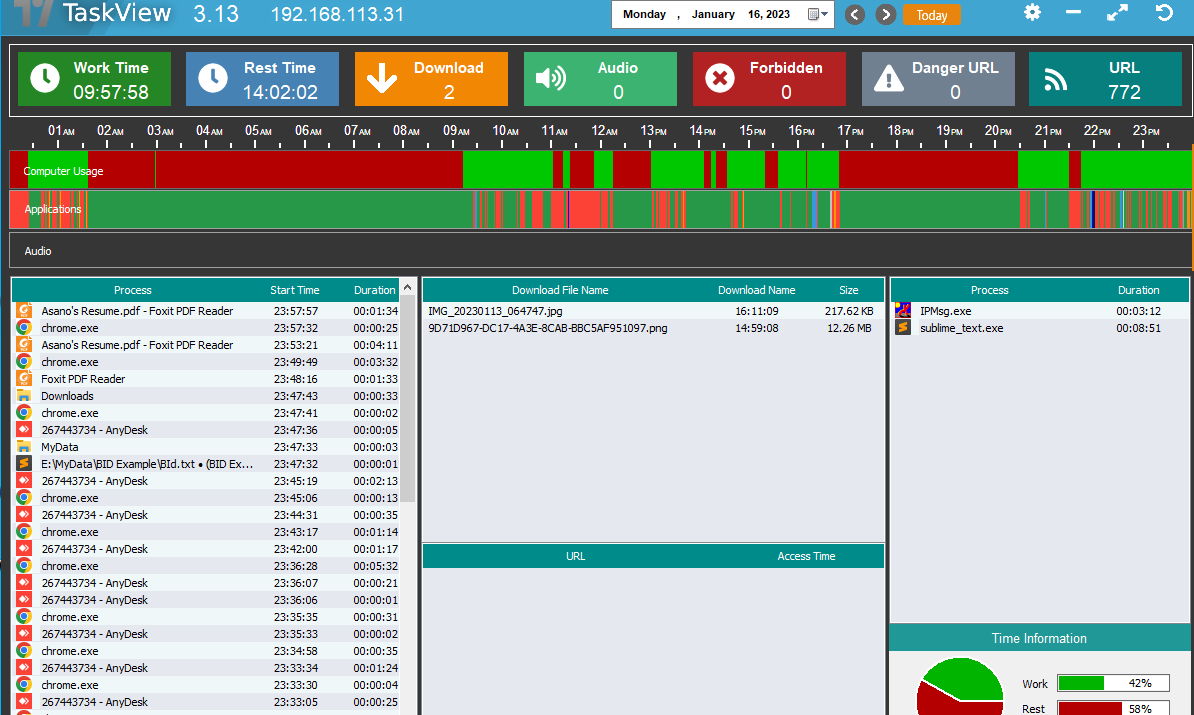 TaskView 3.13 192.168.113.31 Monday , January 16, 2023 Today
Work Time Rest Time Download Audio Forbidden Danger URL URL
09:57:58 14:02:02 2 0 0 0 772
01AM 02AM 03AM 04AM 05AM 06AM 07AM 08AM 09AM 10AM 11AM 12AM 13PM 14PM 15PM 16PM 17PM 18PM 19PM 20PM 21PM 22PM 23PM
Computer Usage
Applications
Audio
Process Start Time Duration
Asano's Resume.pdf - Foxit PDF Reader 23:57:57 00:01:34
chrome.exe 23:57:32 00:00:25
Asano's Resume.pdf - Foxit PDF Reader 23:53:21 00:04:11
chrome.exe 23:49:49 00:03:32
Foxit PDF Reader 23:48:16 00:01:33
Downloads 23:47:43 00:00:33
chrome.exe 23:47:41 00:00:02
267443734 - AnyDesk 23:47:36 00:00:05
MyData 23:47:33 00:00:03
E:\MyData\BID Example\BId.txt • (BID Ex... 23:47:32 00:00:01
267443734 - AnyDesk 23:45:19 00:02:13
chrome.exe 23:45:06 00:00:13
267443734 - AnyDesk 23:44:31 00:00:35
chrome.exe 23:43:17 00:01:14
267443734 - AnyDesk 23:42:00 00:01:17
chrome.exe 23:36:28 00:05:32
267443734 - AnyDesk 23:36:07 00:00:21
267443734 - AnyDesk 23:36:06 00:00:01
chrome.exe 23:35:35 00:00:31
267443734 - AnyDesk 23:35:33 00:00:02
chrome.exe 23:34:58 00:00:35
267443734 - AnyDesk 23:33:34 00:01:24
chrome.exe 23:33:30 00:00:04
267443734 - AnyDesk 23:33:05 00:00:25
Download File Name Download Name Size
IMG_20230113_064747.jpg 16:11:09 217.62 KB
9D71D967-DC17-4A3E-8CAB-BBC5AF951097.png 14:59:08 12.26 MB
URL Access Time
Process Duration
IPMsg.exe 00:03:12
sublime_text.exe 00:08:51
Time Information
Work 42%
Rest 58%